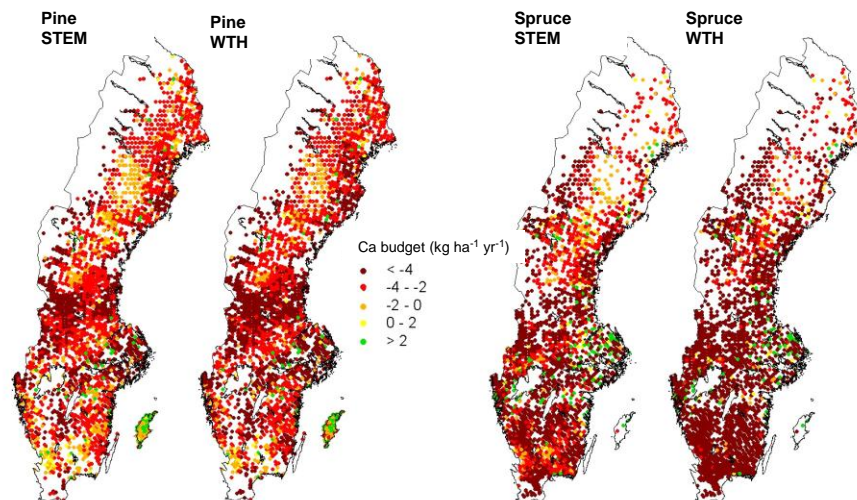 Pine
STEM
Pine
WTH
Spruce
STEM
Spruce
WTH
Ca budget (kg ha⁻¹ yr⁻¹)
< -4
-4 - -2
-2 - 0
0 - 2
> 2